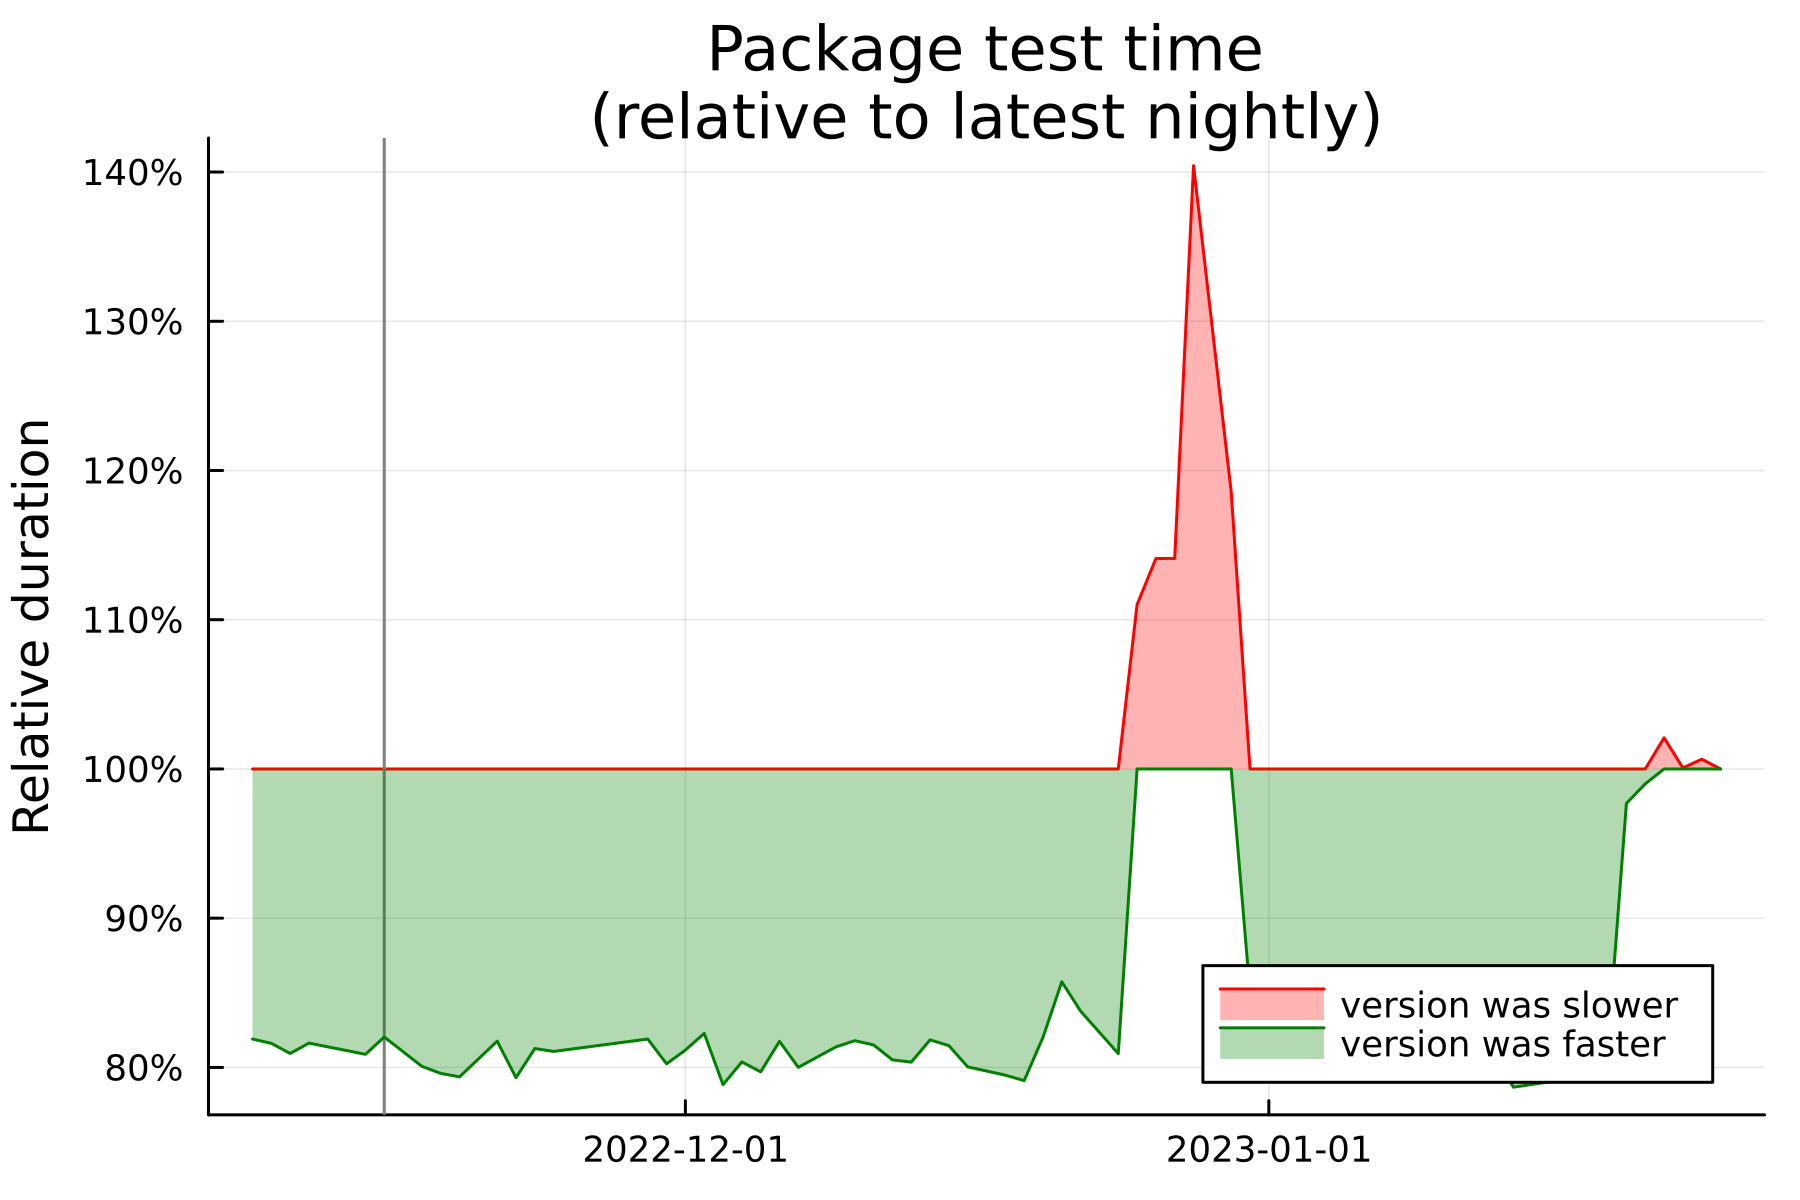 Package test time
(relative to latest nightly)
Relative duration
140%
130%
120%
110%
100%
90%
80%
version was slower
version was faster
2022-12-01
2023-01-01